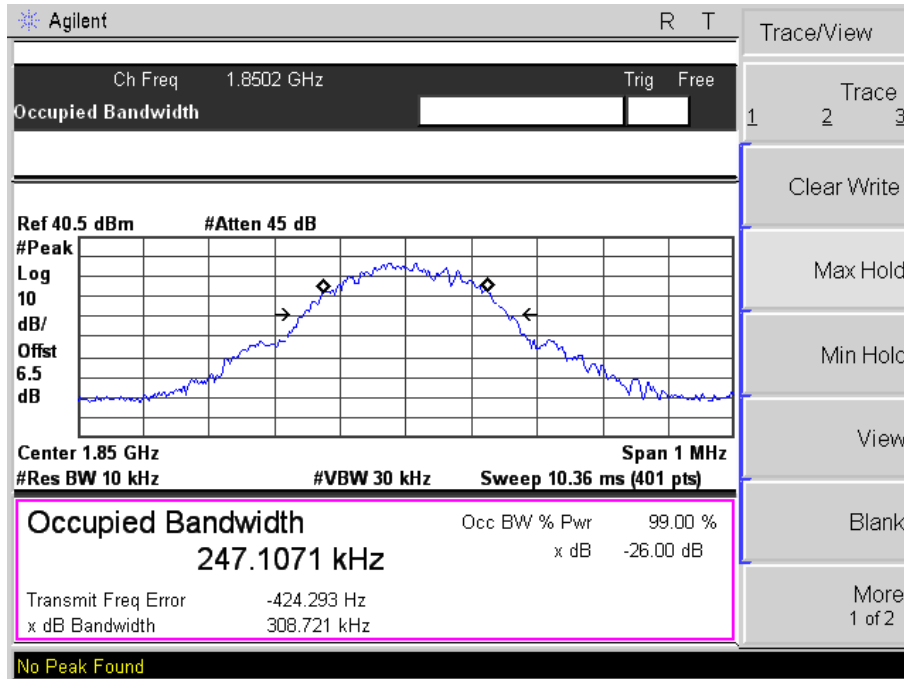 Agilent R T
Trace/View
Ch Freq 1.8502 GHz Trig Free
Occupied Bandwidth
Trace
1 2 3
Clear Write
Ref 40.5 dBm #Atten 45 dB
#Peak
Log
10
dB/
Offst
6.5
dB
Max Hold
Min Hold
Center 1.85 GHz Span 1 MHz
#Res BW 10 kHz #VBW 30 kHz Sweep 10.36 ms (401 pts)
View
Occupied Bandwidth Occ BW % Pwr 99.00 %
247.1071 kHz x dB -26.00 dB
Blank
Transmit Freq Error -424.293 Hz
x dB Bandwidth 308.721 kHz
More
1 of 2
No Peak Found